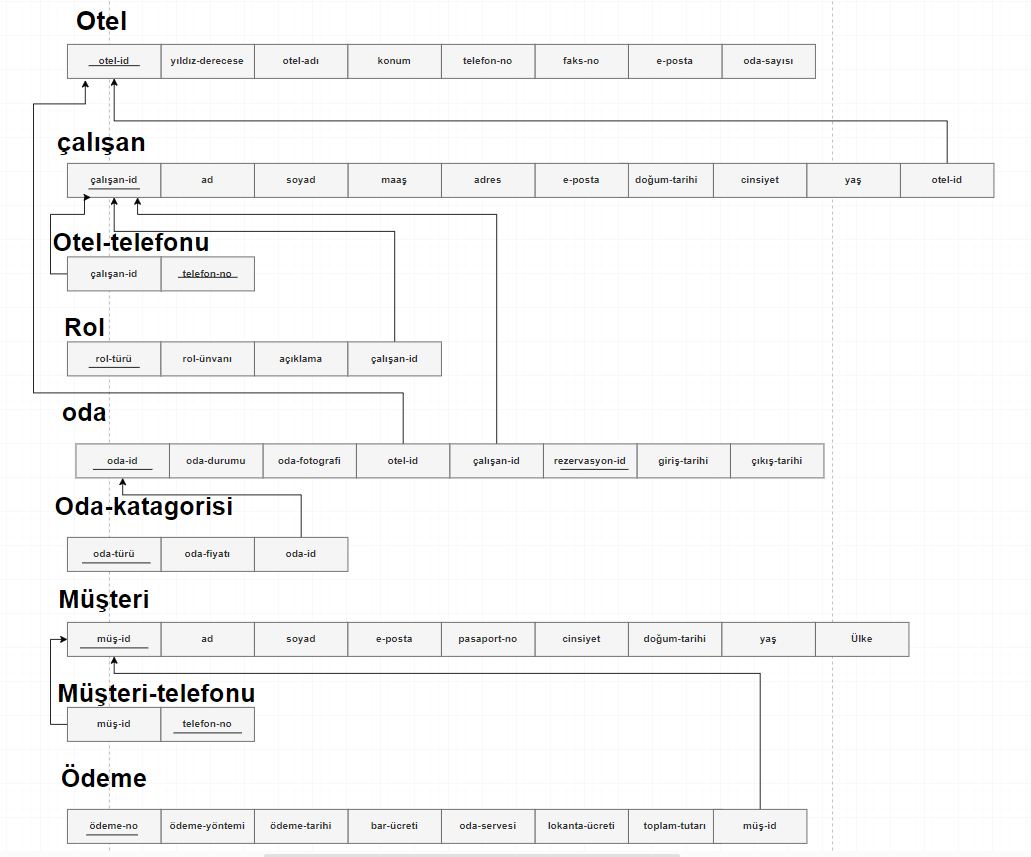 Otel
otel-id yıldız-derecese otel-adı konum telefon-no faks-no e-posta oda-sayısı
çalışan
çalışan-id ad soyad maaş adres e-posta doğum-tarihi cinsiyet yaş otel-id
Otel-telefonu
çalışan-id telefon-no
Rol
rol-türü rol-ünvanı açıklama çalışan-id
oda
oda-id oda-durumu oda-fotografi otel-id çalışan-id rezervasyon-id giriş-tarihi çıkış-tarihi
Oda-katagorisi
oda-türü oda-fiyatı oda-id
Müşteri
müş-id ad soyad e-posta pasaport-no cinsiyet doğum-tarihi yaş Ülke
Müşteri-telefonu
müş-id telefon-no
Ödeme
ödeme-no ödeme-yöntemi ödeme-tarihi bar-ücreti oda-servesi lokanta-ücreti toplam-tutarı müş-id